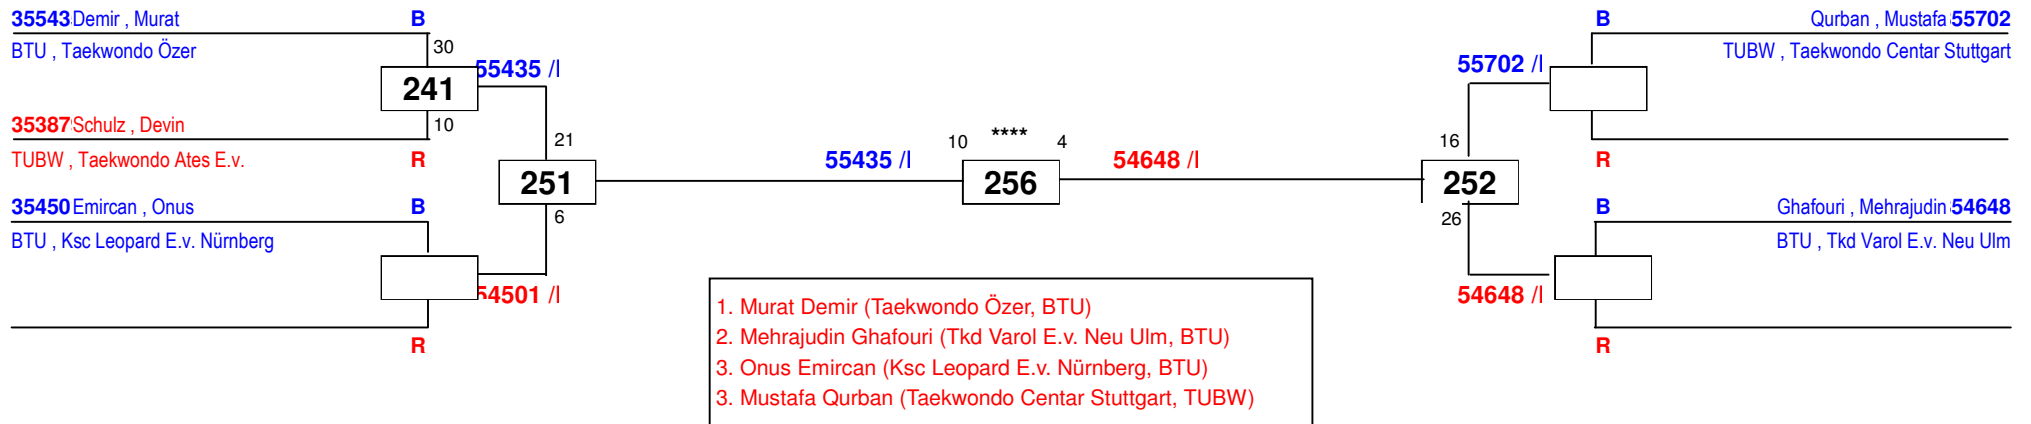 35543 Demir , Murat B
BTU , Taekwondo Özer
30
241
55435 /I
10
35387 Schulz , Devin
TUBW , Taekwondo Ates E.v. R
21
251
6
35450 Emircan , Onus B
BTU , Ksc Leopard E.v. Nürnberg
54501 /I
R
55435 /I
10 **** 4
256
54648 /I
B Qurban , Mustafa 55702
TUBW , Taekwondo Centar Stuttgart
55702 /I
R
16
252
26
B Ghafouri , Mehrajudin 54648
BTU , Tkd Varol E.v. Neu Ulm
54648 /I
R
1. Murat Demir (Taekwondo Özer, BTU)
2. Mehrajudin Ghafouri (Tkd Varol E.v. Neu Ulm, BTU)
3. Onus Emircan (Ksc Leopard E.v. Nürnberg, BTU)
3. Mustafa Qurban (Taekwondo Centar Stuttgart, TUBW)